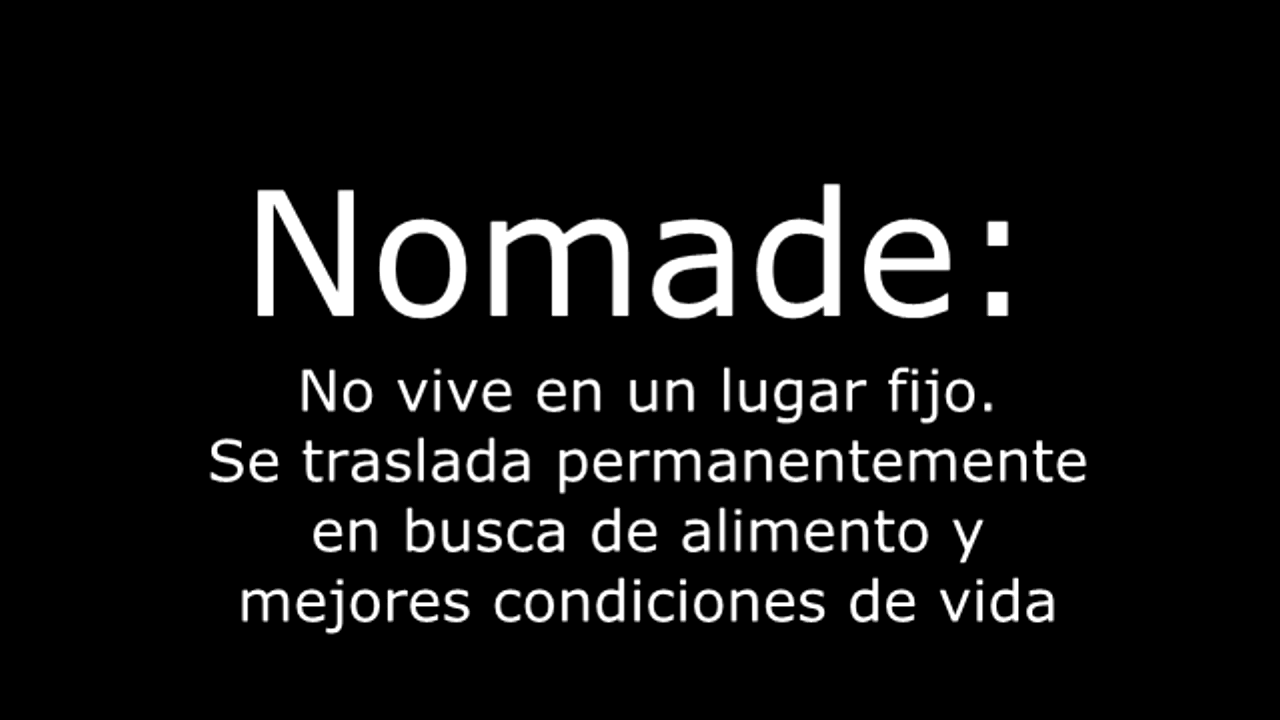 Nomade:
No vive en un lugar fijo.
Se traslada permanentemente
en busca de alimento y
mejores condiciones de vida